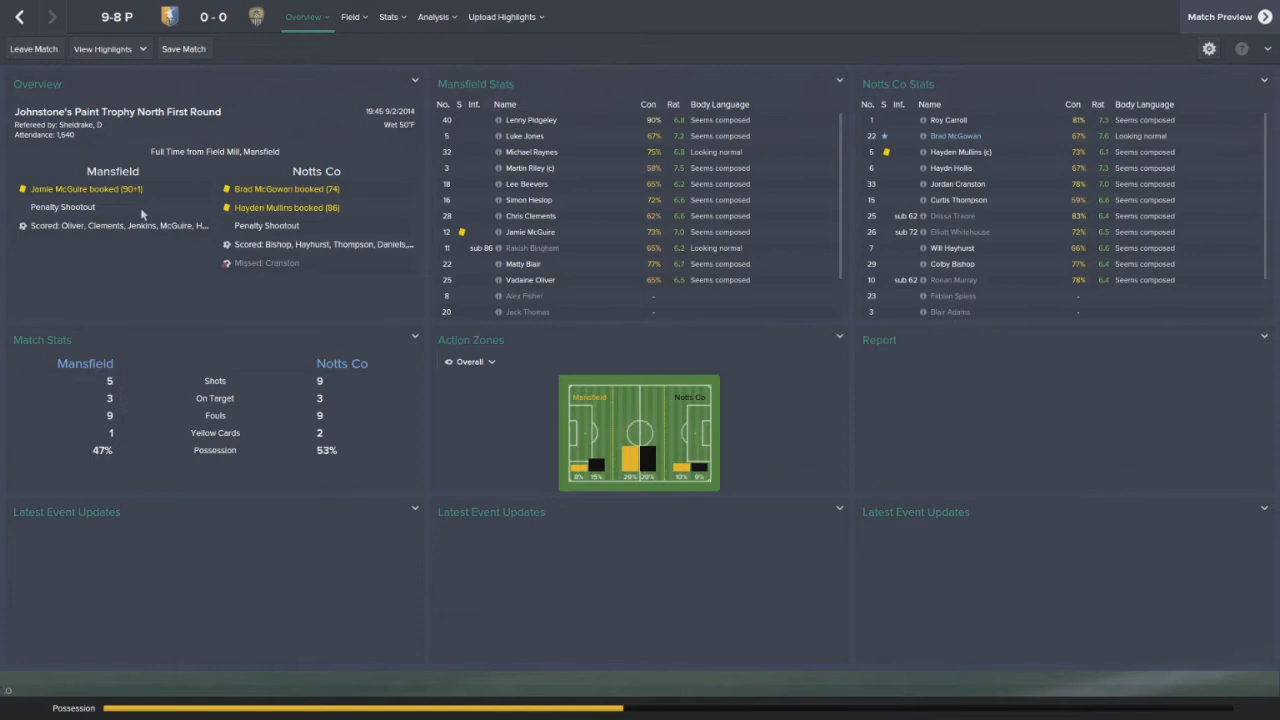 9-8 P 0 - 0 Overview Field Stats Analysis Upload Highlights Match Preview
Leave Match View Highlights Save Match
Overview
Johnstone's Paint Trophy North First Round 19:45 9/2/2014
Refereed by: Sheldrake, D Wet 50°F
Attendance: 1,640
Full Time from Field Mill, Mansfield
Mansfield Notts Co
Jamie McGuire booked (90+1) Brad McGowan booked (74)
Penalty Shootout Hayden Mullins booked (86)
Scored: Oliver, Clements, Jenkins, McGuire, H... Penalty Shootout
Scored: Bishop, Hayhurst, Thompson, Daniels,...
Missed: Cranston
Mansfield Stats
No. S Inf. Name Con Rat Body Language
40 Lenny Pidgeley 90% 6.8 Seems composed
5 Luke Jones 67% 7.2 Seems composed
32 Michael Raynes 75% 6.8 Looking normal
3 Martin Riley (c) 58% 7.5 Seems composed
18 Lee Beevers 65% 6.2 Seems composed
16 Simon Heslop 72% 6.6 Seems composed
28 Chris Clements 62% 6.6 Seems composed
12 Jamie McGuire 73% 7.0 Seems composed
11 sub 86 Rakish Bingham 65% 6.2 Looking normal
22 Matty Blair 77% 6.7 Seems composed
25 Vadaine Oliver 65% 6.5 Seems composed
8 Alex Fisher -
20 Jack Thomas -
Notts Co Stats
No. S Inf. Name Con Rat Body Language
1 Roy Carroll 81% 7.3 Seems composed
22 Brad McGowan 67% 7.6 Looking normal
5 Hayden Mullins (c) 73% 6.1 Seems composed
6 Haydn Hollis 67% 7.3 Seems composed
33 Jordan Cranston 78% 7.0 Seems composed
15 Curtis Thompson 59% 6.6 Seems composed
25 sub 62 Drissa Traoré 83% 6.4 Seems composed
26 sub 72 Elliott Whitehouse 72% 6.5 Seems composed
7 Will Hayhurst 66% 6.6 Seems composed
29 Colby Bishop 77% 6.4 Seems composed
10 sub 62 Ronan Murray 78% 6.4 Seems composed
23 Fabian Spiess -
3 Blair Adams -
Match Stats
Mansfield Notts Co
5 Shots 9
3 On Target 3
9 Fouls 9
1 Yellow Cards 2
47% Possession 53%
Action Zones
Overall
Mansfield Notts Co
8% 15% 29% 29% 10% 9%
Report
Latest Event Updates
Latest Event Updates
Latest Event Updates
Possession